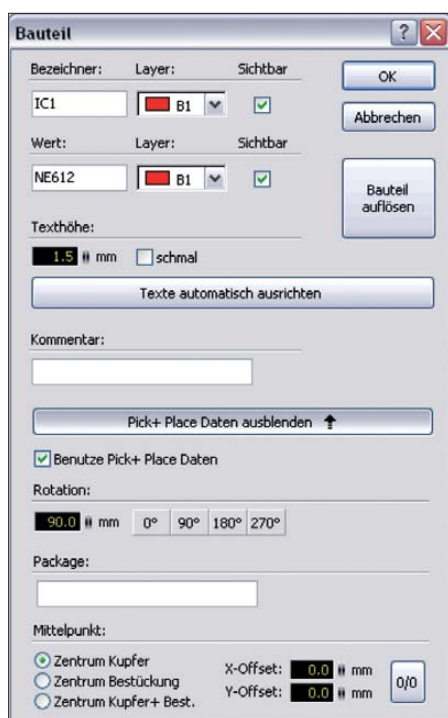 Bauteil ?
Bezeichner: Layer: Sichtbar
OK
IC1 B1
Abbrechen
Wert: Layer: Sichtbar
NE612 B1
Bauteil
auflösen
Texthöhe:
1.5 mm schmal
Texte automatisch ausrichten
Kommentar:
Pick+ Place Daten ausblenden
Benutze Pick+ Place Daten
Rotation:
90.0 mm 0° 90° 180° 270°
Package:
Mittelpunkt:
Zentrum Kupfer X-Offset: 0.0 mm
Zentrum Bestückung Y-Offset: 0.0 mm
0/0
Zentrum Kupfer+ Best.